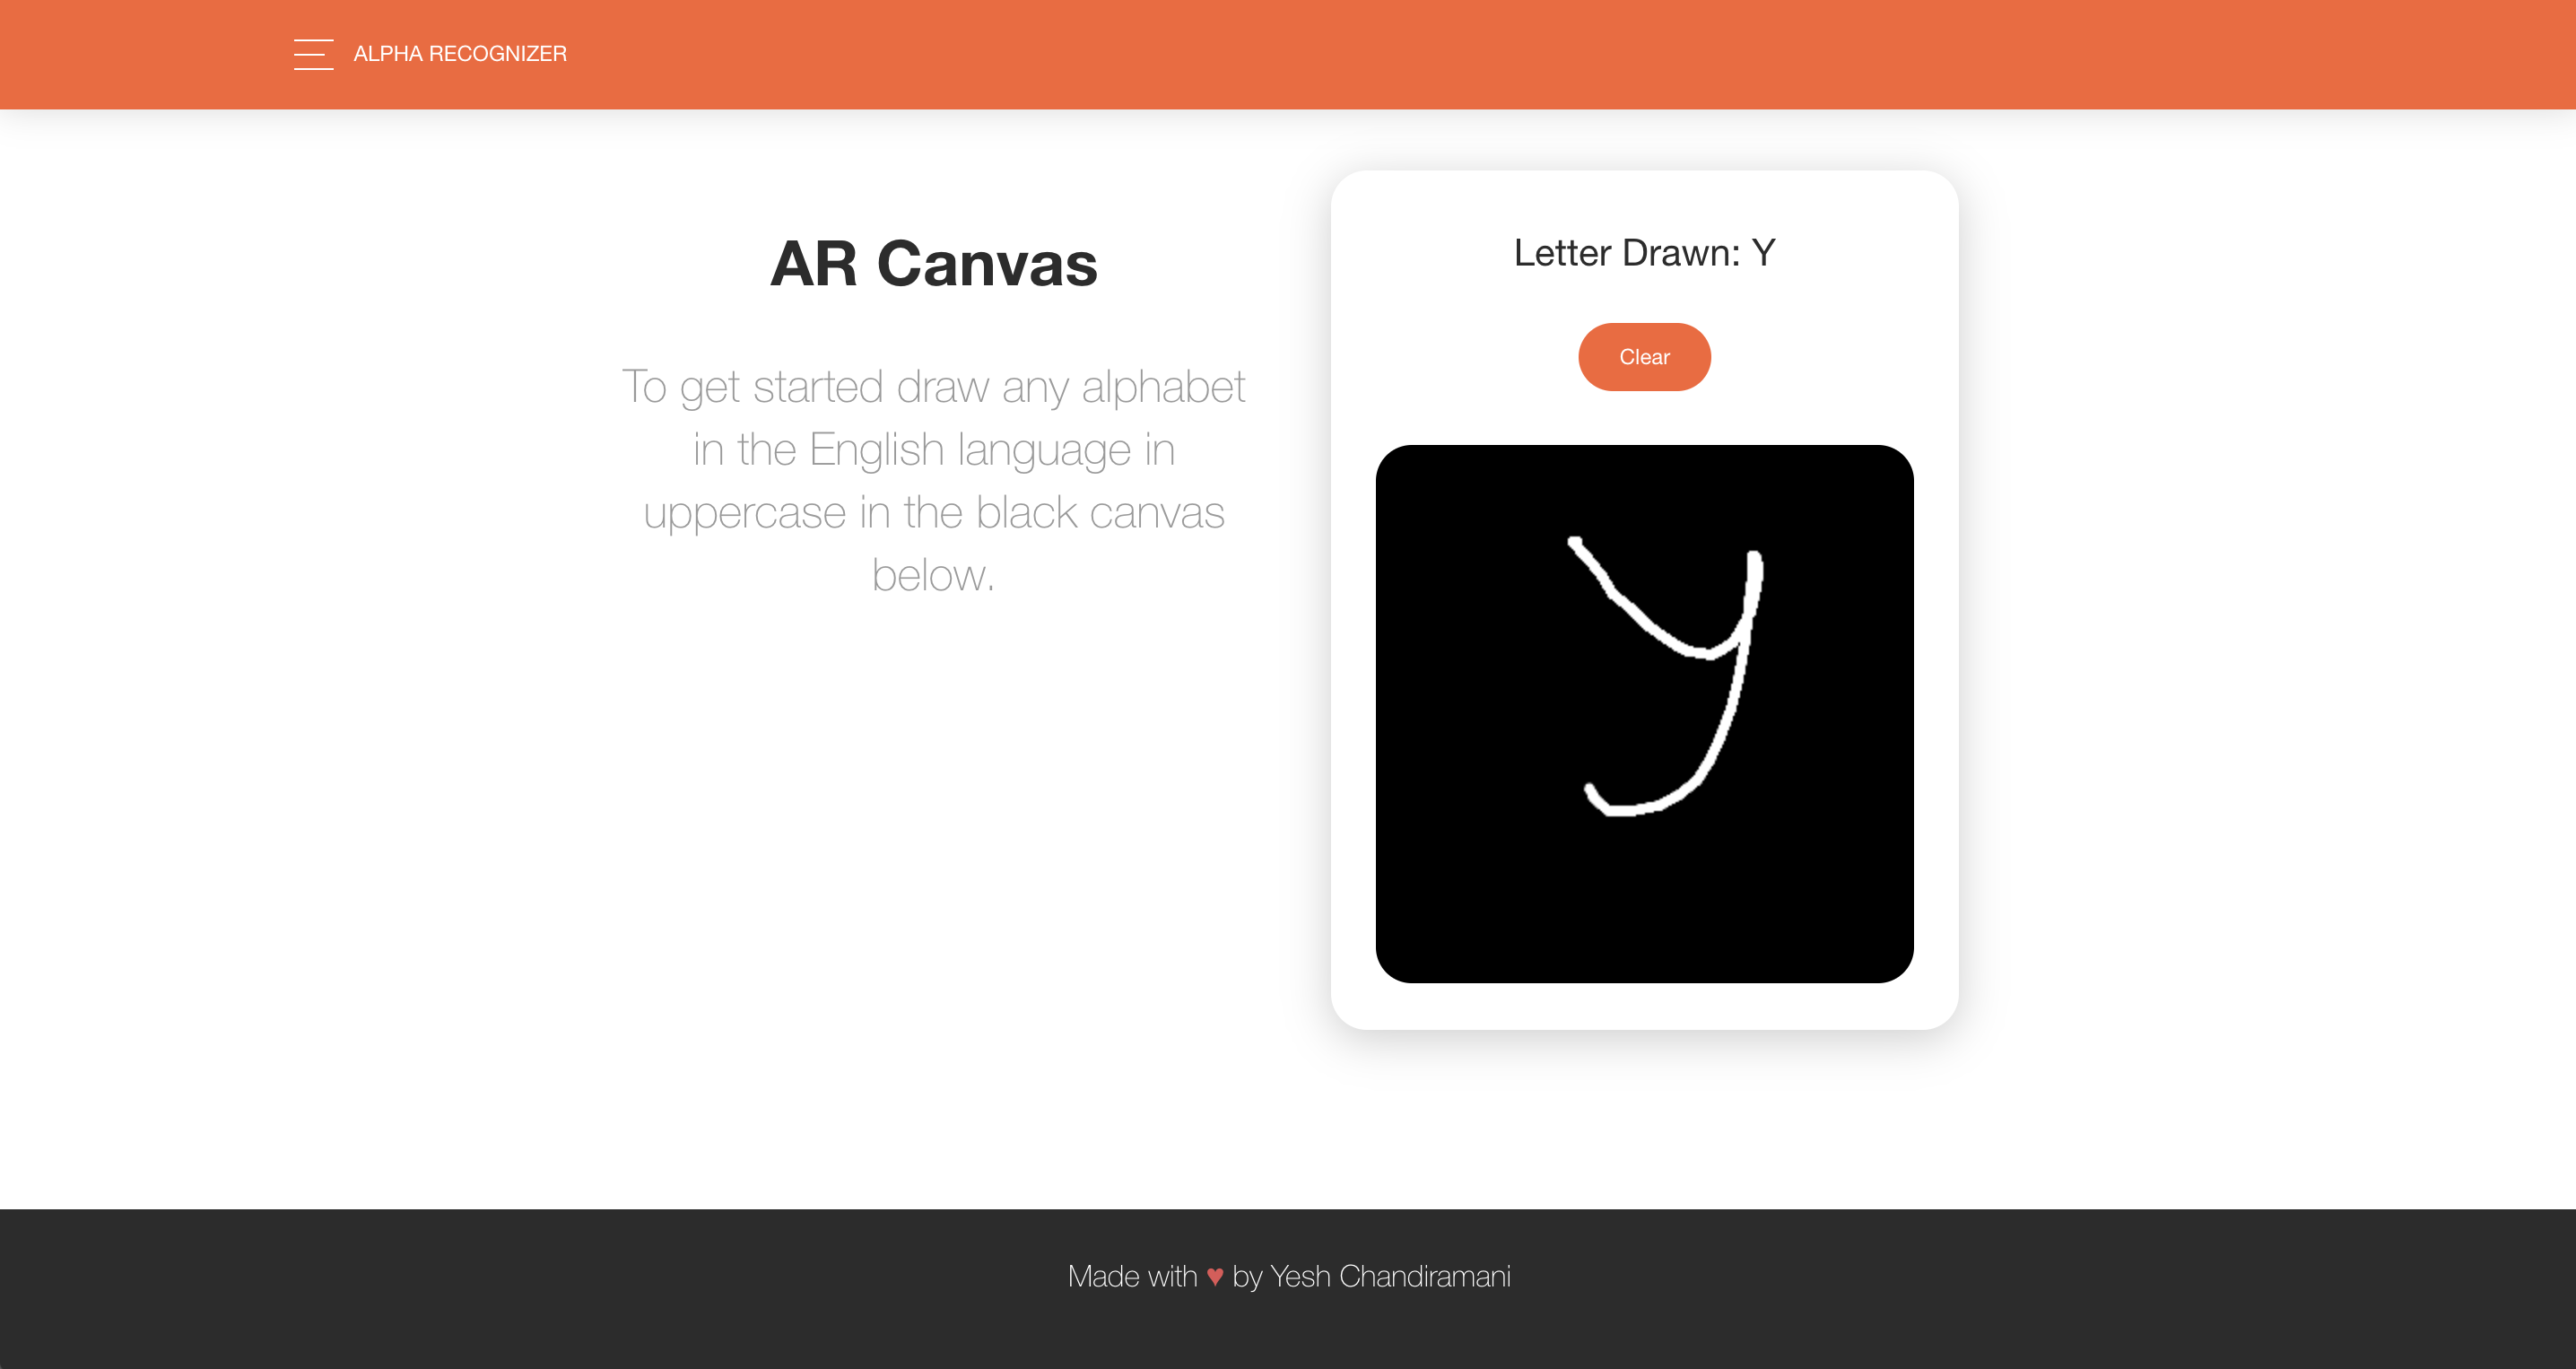 ALPHA RECOGNIZER
AR Canvas
To get started draw any alphabet
in the English language in
uppercase in the black canvas
below.
Letter Drawn: Y
Clear
y
Made with ♥ by Yesh Chandiramani